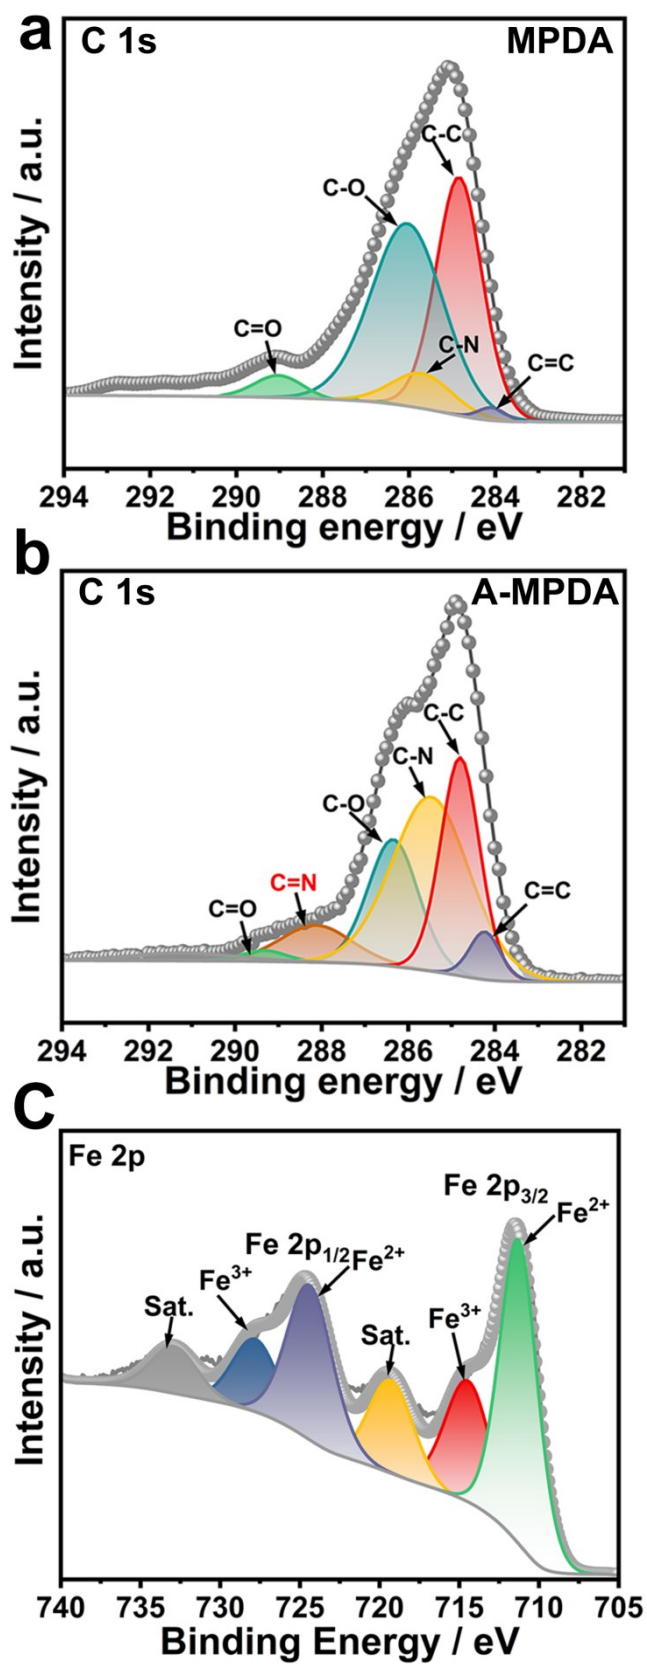 a
C 1s
MPDA
C-C
C-O
C=O
C-N
C=C
Intensity / a.u.
294 292 290 288 286 284 282
Binding energy / eV
b
C 1s
A-MPDA
C-C
C-N
C-O
C=N
C=O
C=C
Intensity / a.u.
294 292 290 288 286 284 282
Binding energy / eV
C
Fe 2p
Fe 2p3/2
Fe2+
Fe 2p1/2
Fe2+
Fe3+
Sat.
Sat.
Fe3+
Intensity / a.u.
740 735 730 725 720 715 710 705
Binding Energy / eV